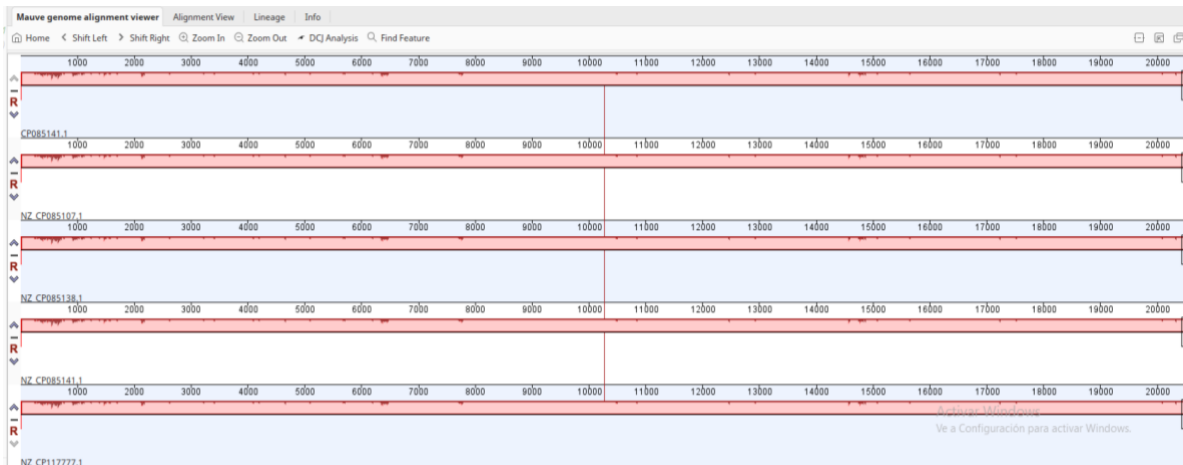 Mauve genome alignment viewer Alignment View Lineage Info
Home Shift Left Shift Right Zoom In Zoom Out DCJ Analysis Find Feature
1000 2000 3000 4000 5000 6000 7000 8000 9000 10000 11000 12000 13000 14000 15000 16000 17000 18000 19000 20000
R
CP085141.1
1000 2000 3000 4000 5000 6000 7000 8000 9000 10000 11000 12000 13000 14000 15000 16000 17000 18000 19000 20000
R
NZ_CP085107.1
1000 2000 3000 4000 5000 6000 7000 8000 9000 10000 11000 12000 13000 14000 15000 16000 17000 18000 19000 20000
R
NZ_CP085138.1
1000 2000 3000 4000 5000 6000 7000 8000 9000 10000 11000 12000 13000 14000 15000 16000 17000 18000 19000 20000
R
NZ_CP085141.1
1000 2000 3000 4000 5000 6000 7000 8000 9000 10000 11000 12000 13000 14000 15000 16000 17000 18000 19000 20000
Activar Windows
Ve a Configuración para activar Windows.
R
NZ_CP117777.1